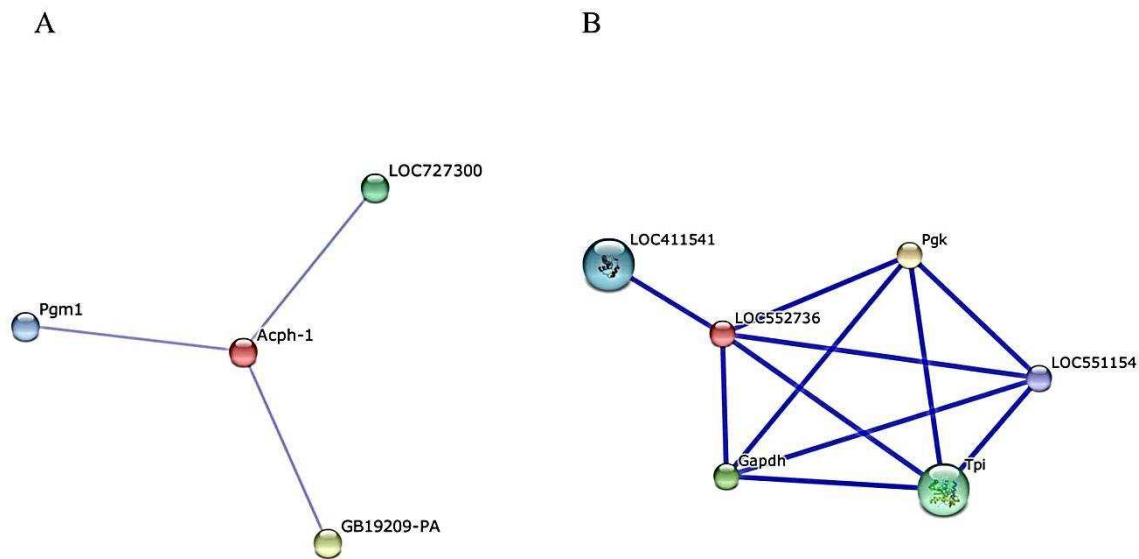 A
B
LOC727300
Pgm1
Acph-1
GB19209-PA
LOC411541
Pgk
LOC552736
LOC551154
Gapdh
Tpi